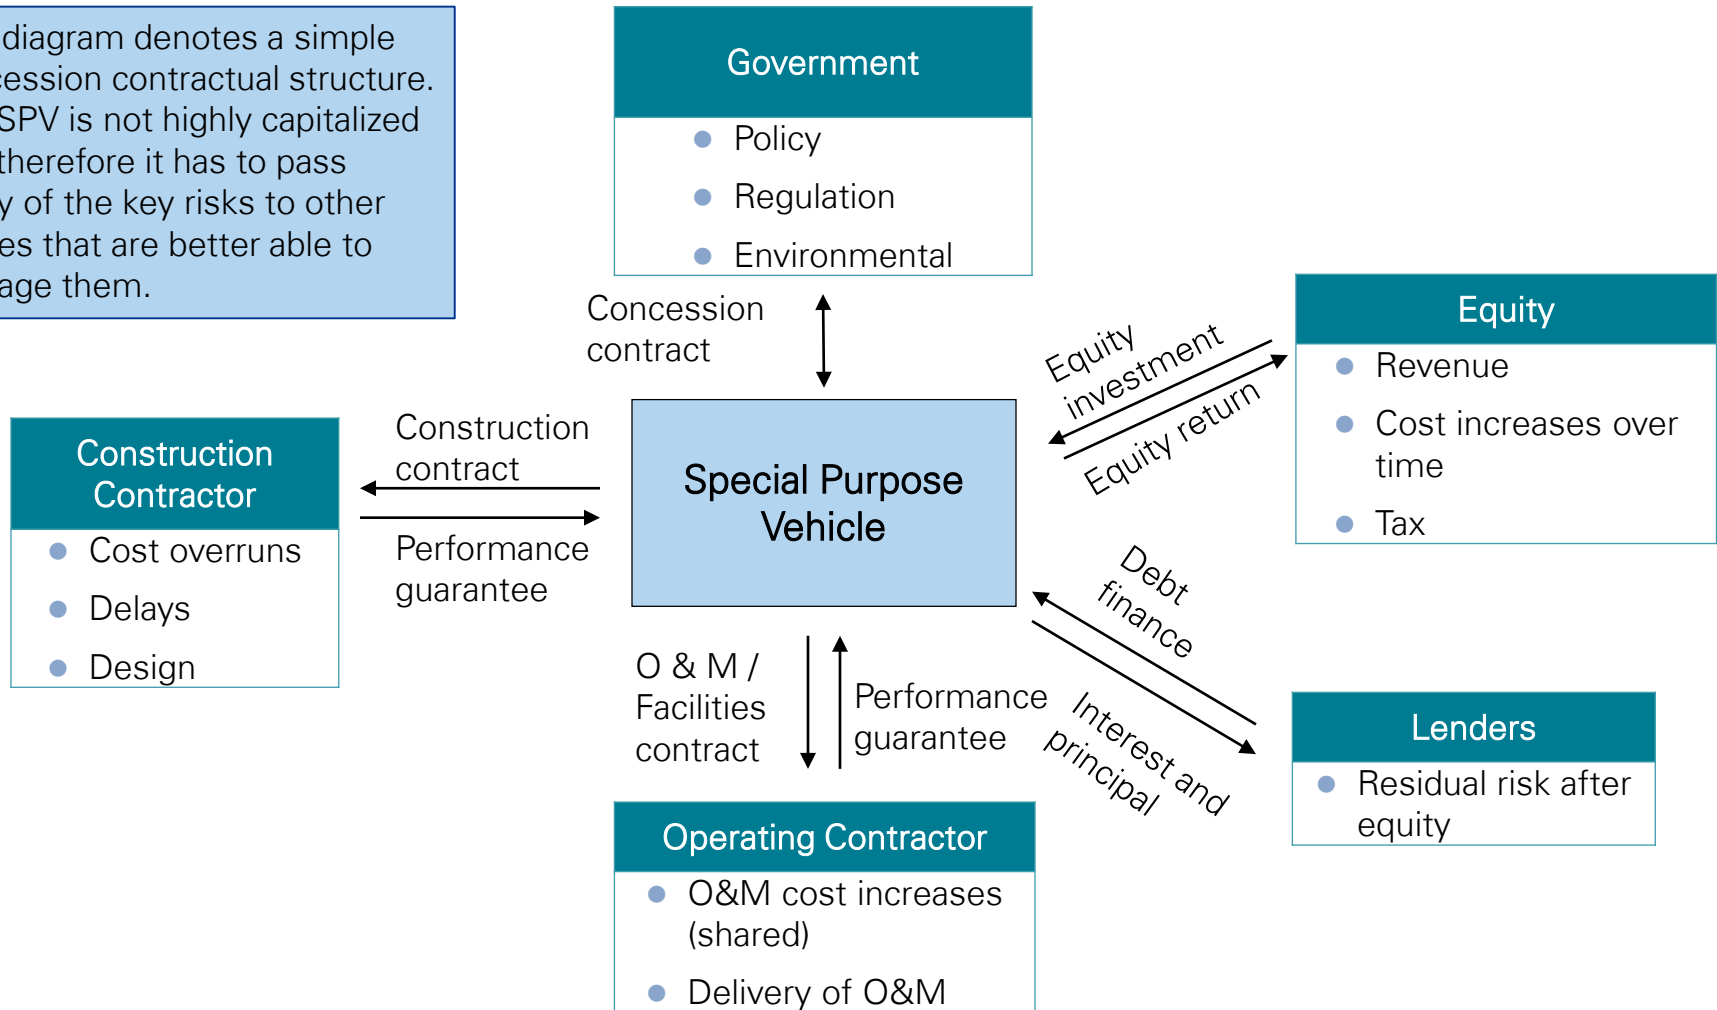 diagram denotes a simple
contractual structure.
SPV is not highly capitalized
therefore it has to pass
of the key risks to other
that are better able to
them.
Government
Policy
Regulation
Environmental
Concession
contract
Equity
investment
Equity return
Equity
Revenue
Cost increases over
time
Tax
Construction
Contractor
Cost overruns
Delays
Design
Construction
contract
Performance
guarantee
Special Purpose
Vehicle
Debt
finance
Interest and
principal
Lenders
Residual risk after
equity
O & M /
Facilities
contract
Performance
guarantee
Operating Contractor
O&M cost increases
(shared)
Delivery of O&M